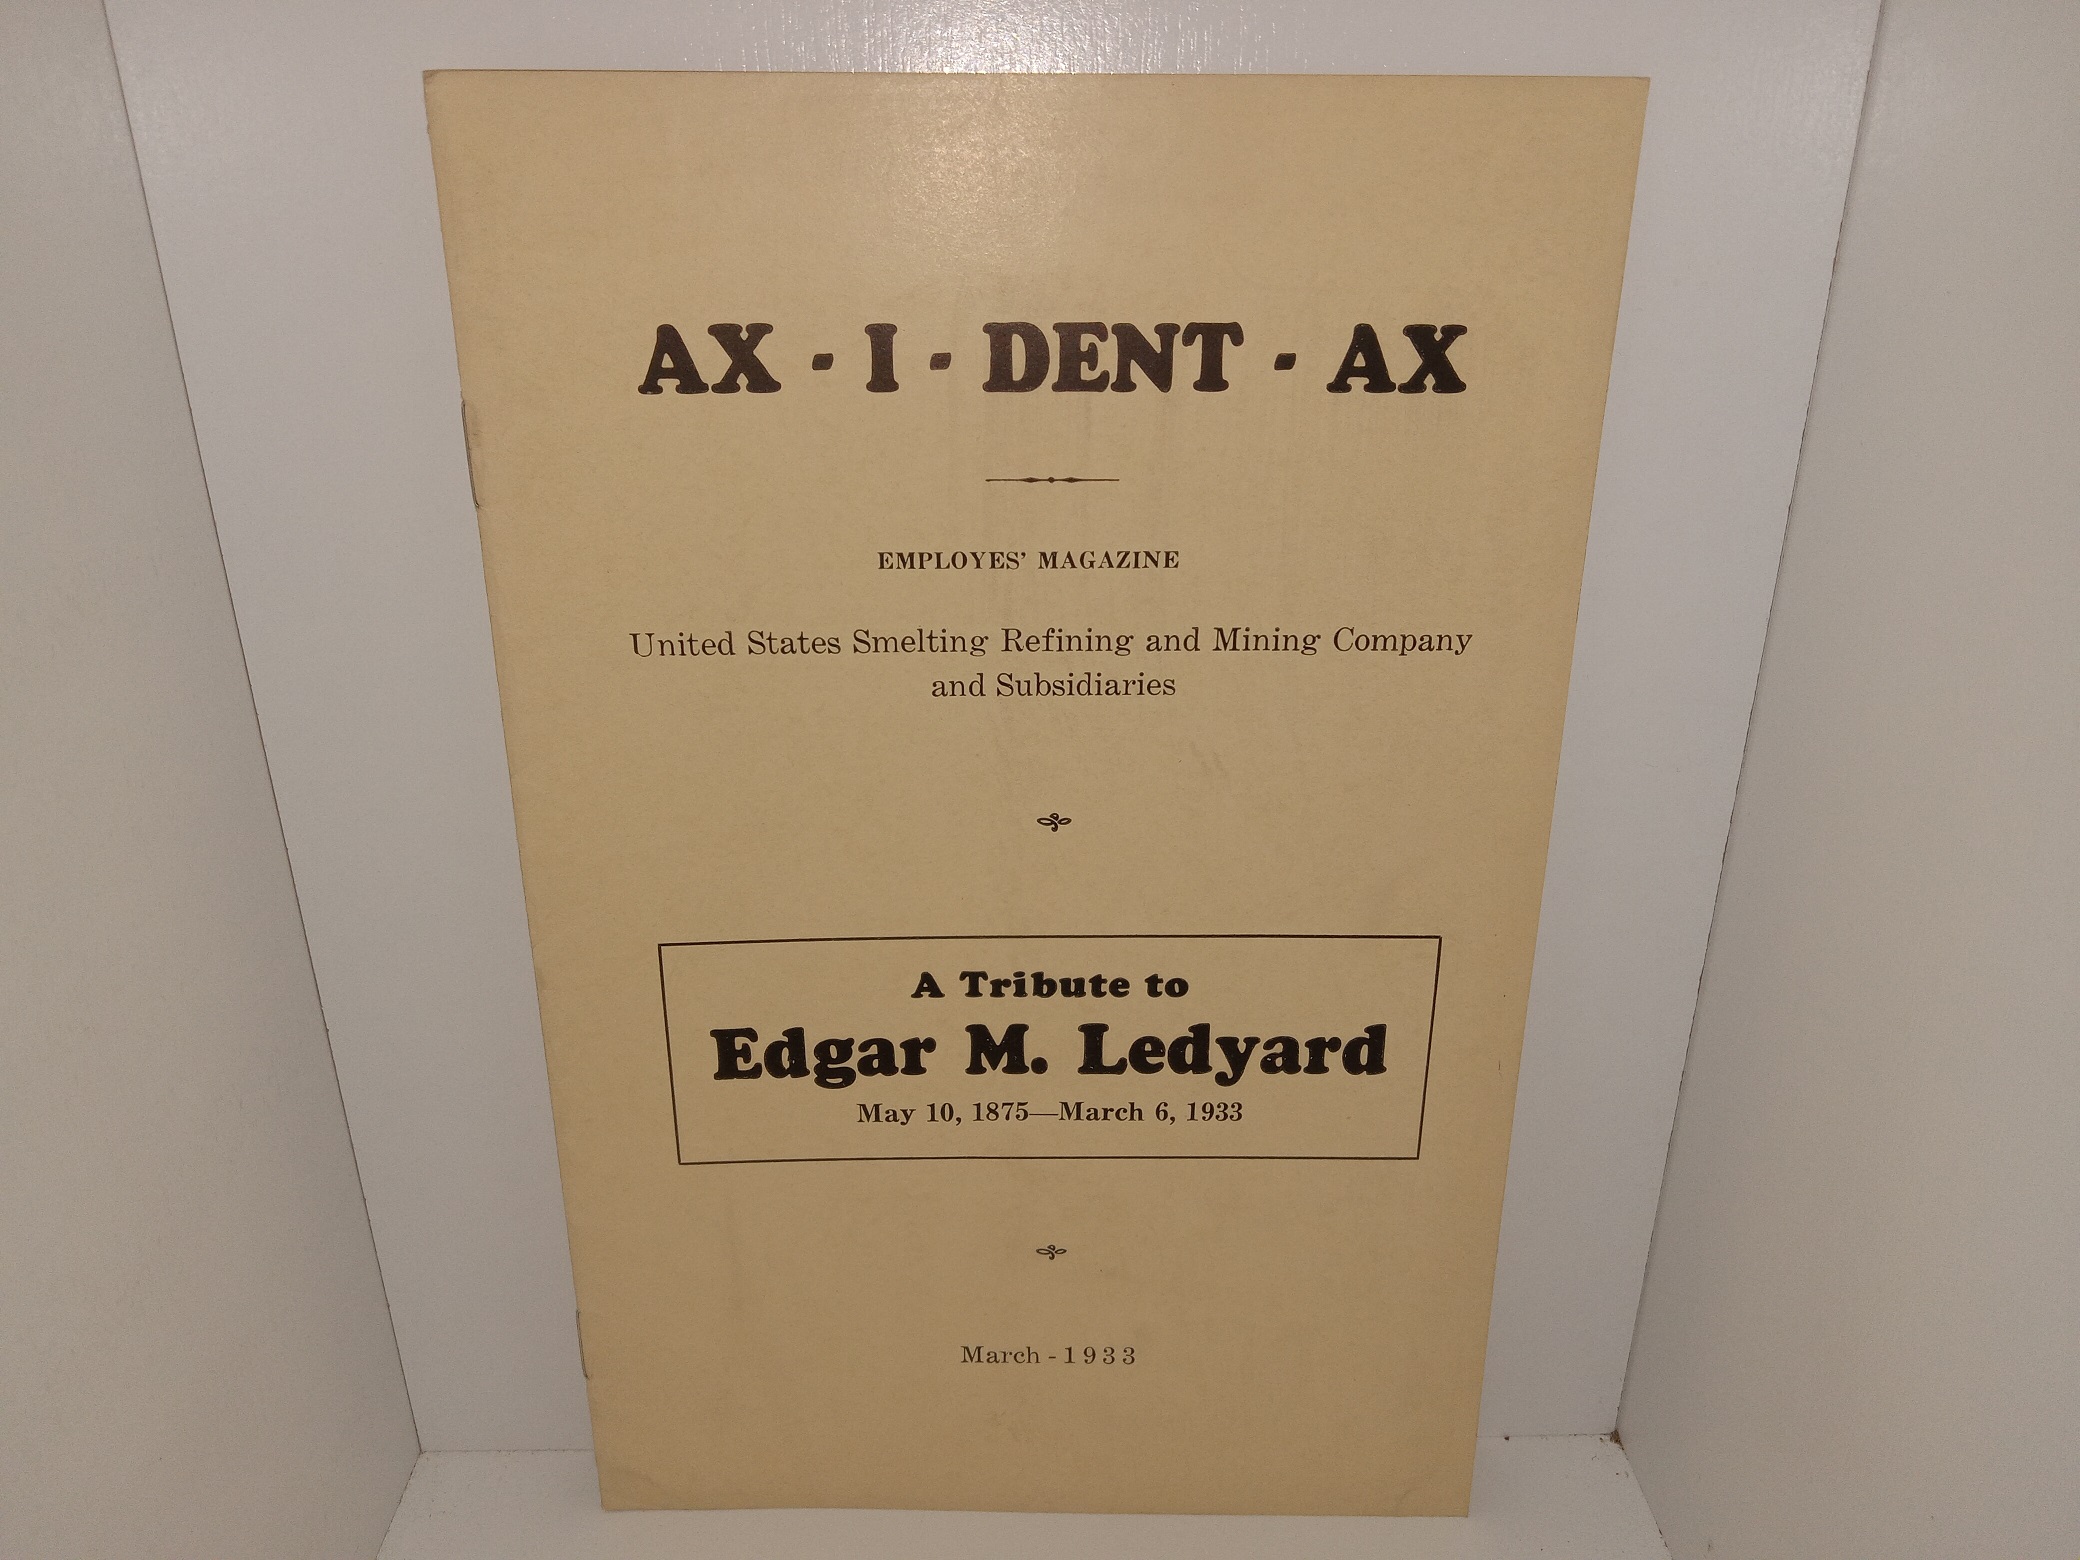 AX - I - DENT - AX
EMPLOYES' MAGAZINE
United States Smelting Refining and Mining Company
and Subsidiaries
A Tribute to
Edgar M. Ledyard
May 10, 1875—March 6, 1933
March - 1933